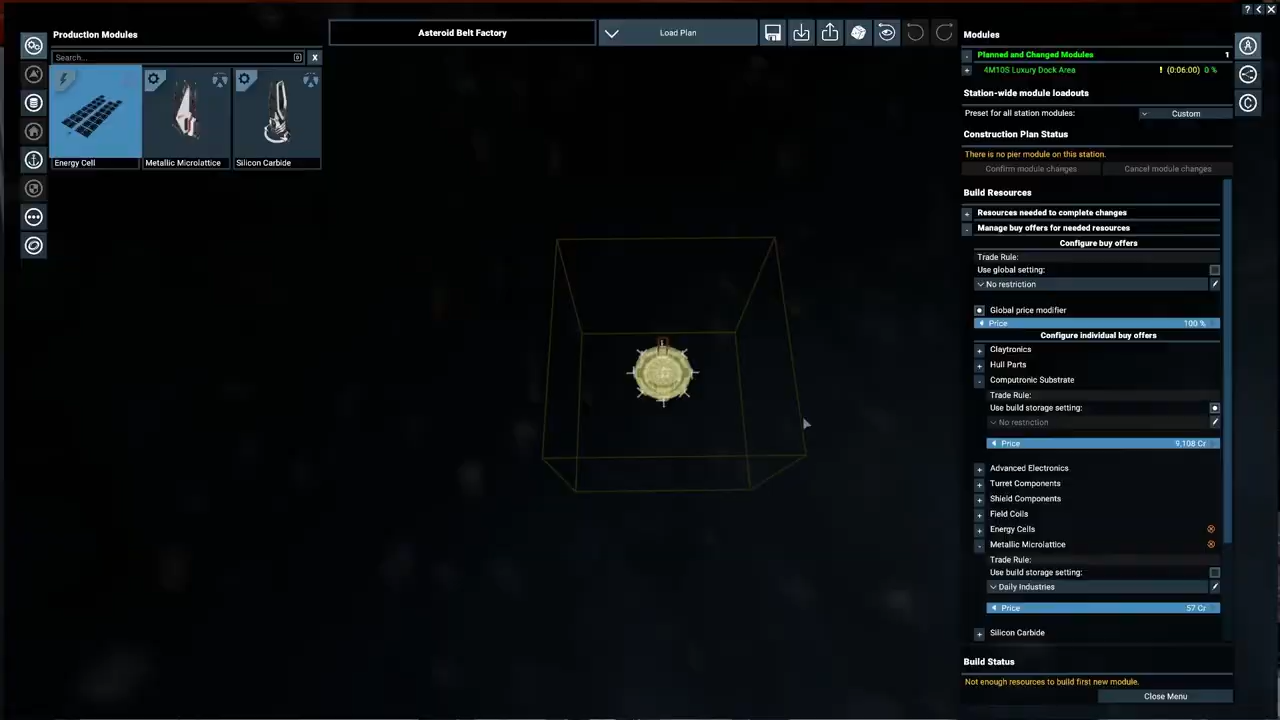 Production Modules
Search...
x
Energy Cell
Metallic Microlattice
Silicon Carbide
Asteroid Belt Factory
Load Plan
Modules
Planned and Changed Modules 1
4M10S Luxury Dock Area ! (0:06:00) 0 %
Station-wide module loadouts
Preset for all station modules: Custom
Construction Plan Status
There is no pier module on this station.
Confirm module changes Cancel module changes
Build Resources
Resources needed to complete changes
Manage buy offers for needed resources
Configure buy offers
Trade Rule:
Use global setting:
No restriction
Global price modifier
Price 100 %
Configure individual buy offers
Claytronics
Hull Parts
Computronic Substrate
Trade Rule:
Use build storage setting:
No restriction
Price 9,108 Cr
Advanced Electronics
Turret Components
Shield Components
Field Coils
Energy Cells
Metallic Microlattice
Trade Rule:
Use build storage setting:
Daily Industries
Price 57 Cr
Silicon Carbide
Build Status
Not enough resources to build first new module.
Close Menu